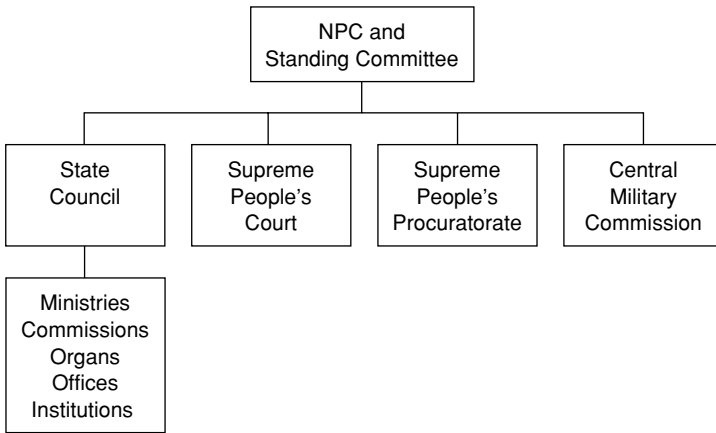 NPC and
Standing Committee
State
Council
Supreme
People’s
Court
Supreme
People’s
Procuratorate
Central
Military
Commission
Ministries
Commissions
Organs
Offices
Institutions